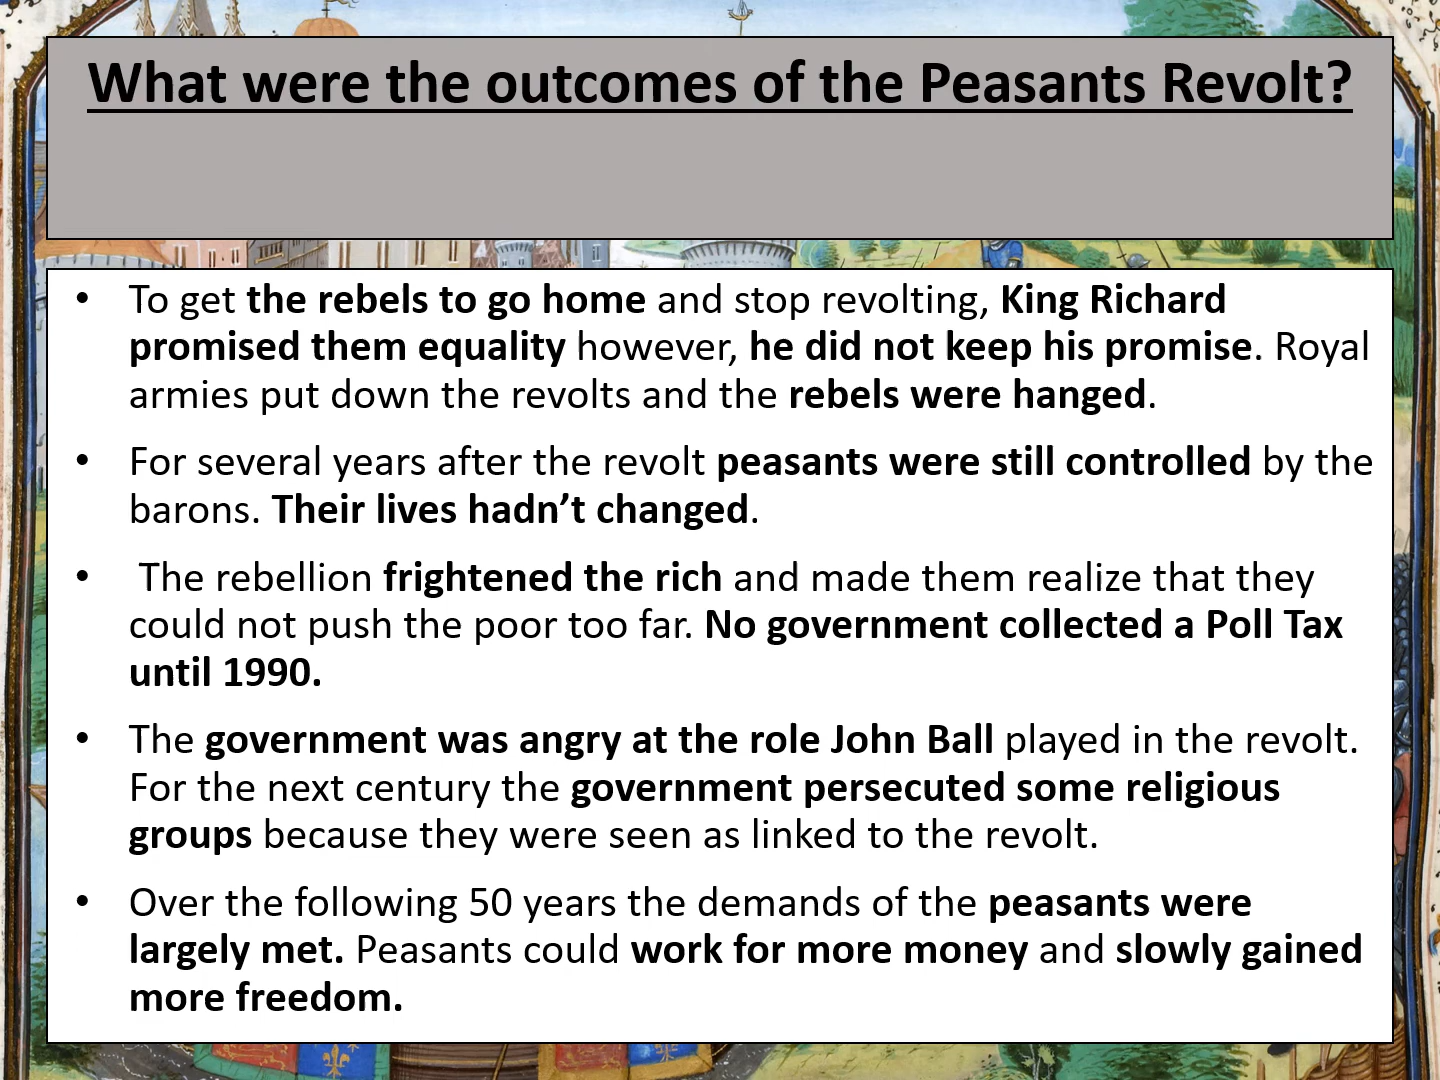 What were the outcomes of the Peasants Revolt?
• To get the rebels to go home and stop revolting, King Richard
promised them equality however, he did not keep his promise. Royal
armies put down the revolts and the rebels were hanged.
• For several years after the revolt peasants were still controlled by the
barons. Their lives hadn’t changed.
• The rebellion frightened the rich and made them realize that they
could not push the poor too far. No government collected a Poll Tax
until 1990.
• The government was angry at the role John Ball played in the revolt.
For the next century the government persecuted some religious
groups because they were seen as linked to the revolt.
• Over the following 50 years the demands of the peasants were
largely met. Peasants could work for more money and slowly gained
more freedom.